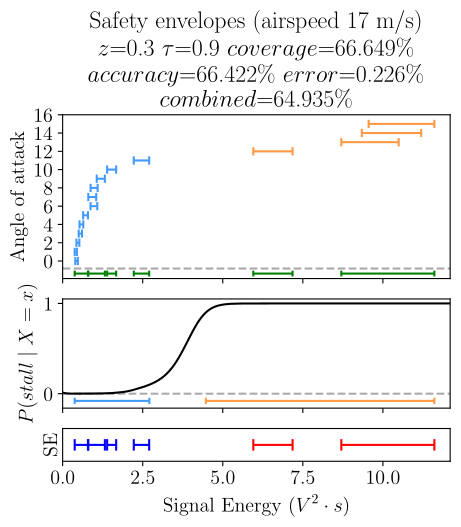 Safety envelopes (airspeed 17 m/s)
z=0.3 τ=0.9 coverage=66.649%
accuracy=66.422% error=0.226%
combined=64.935%
Angle of attack
16
14
12
10
8
6
4
2
0
P(stall | X = x)
1
0
SE
0.0 2.5 5.0 7.5 10.0
Signal Energy (V² · s)